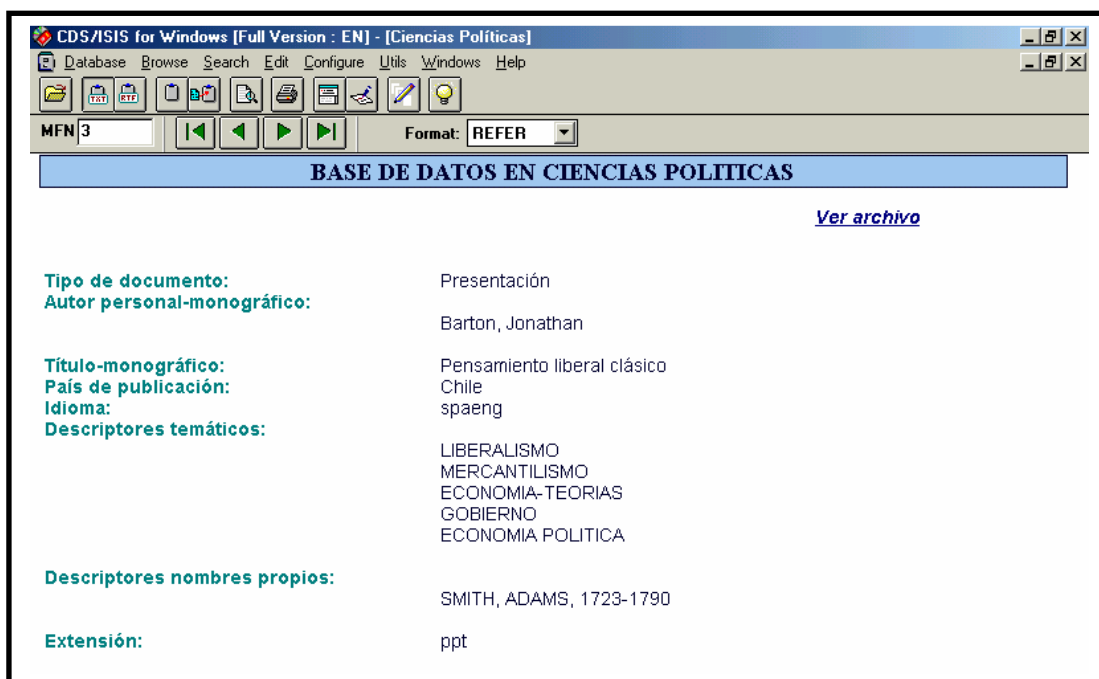 CDS/ISIS for Windows [Full Version : EN] - [Ciencias Políticas]
Database Browse Search Edit Configure Utils Windows Help
TXT RTF
MFN 3 Format: REFER
BASE DE DATOS EN CIENCIAS POLITICAS
Ver archivo
Tipo de documento: Presentación
Autor personal-monográfico:
Barton, Jonathan
Título-monográfico: Pensamiento liberal clásico
País de publicación: Chile
Idioma: spaeng
Descriptores temáticos:
LIBERALISMO
MERCANTILISMO
ECONOMIA-TEORIAS
GOBIERNO
ECONOMIA POLITICA
Descriptores nombres propios:
SMITH, ADAMS, 1723-1790
Extensión: ppt